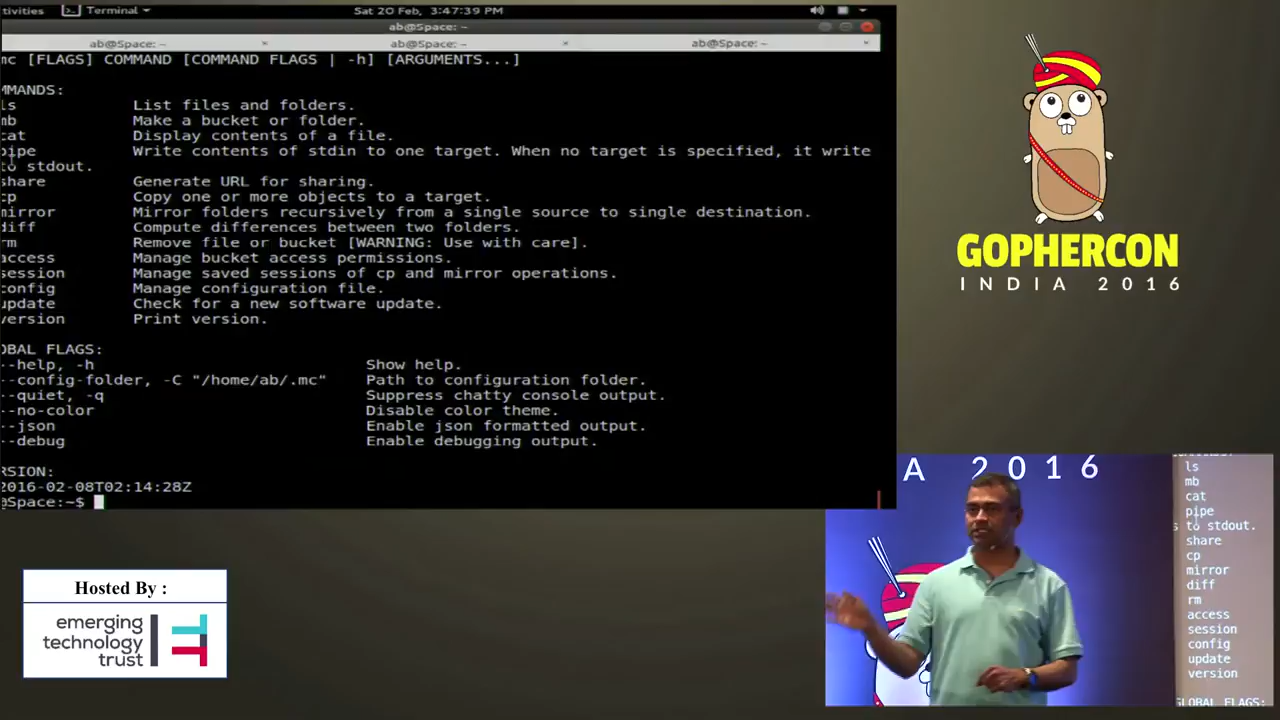 tivities Terminal Sat 20 Feb, 3:47:39 PM
ab@Space: ~
ab@Space: ~ × ab@Space: ~ × ab@Space: ~ ×
mc [FLAGS] COMMAND [COMMAND FLAGS | -h] [ARGUMENTS...]
MMANDS:
ls List files and folders.
mb Make a bucket or folder.
cat Display contents of a file.
pipe Write contents of stdin to one target. When no target is specified, it write
to stdout.
share Generate URL for sharing.
cp Copy one or more objects to a target.
mirror Mirror folders recursively from a single source to single destination.
diff Compute differences between two folders.
rm Remove file or bucket [WARNING: Use with care].
access Manage bucket access permissions.
session Manage saved sessions of cp and mirror operations.
config Manage configuration file.
update Check for a new software update.
version Print version.
OBAL FLAGS:
--help, -h Show help.
--config-folder, -C "/home/ab/.mc" Path to configuration folder.
--quiet, -q Suppress chatty console output.
--no-color Disable color theme.
--json Enable json formatted output.
--debug Enable debugging output.
RSION:
2016-02-08T02:14:28Z
@Space:~$
GOPHERCON
INDIA 2016
A 2016
ls
mb
cat
pipe
s to stdout.
share
cp
mirror
diff
rm
access
session
config
update
version
GLOBAL FLAGS:
Hosted By :
emerging
technology
trust